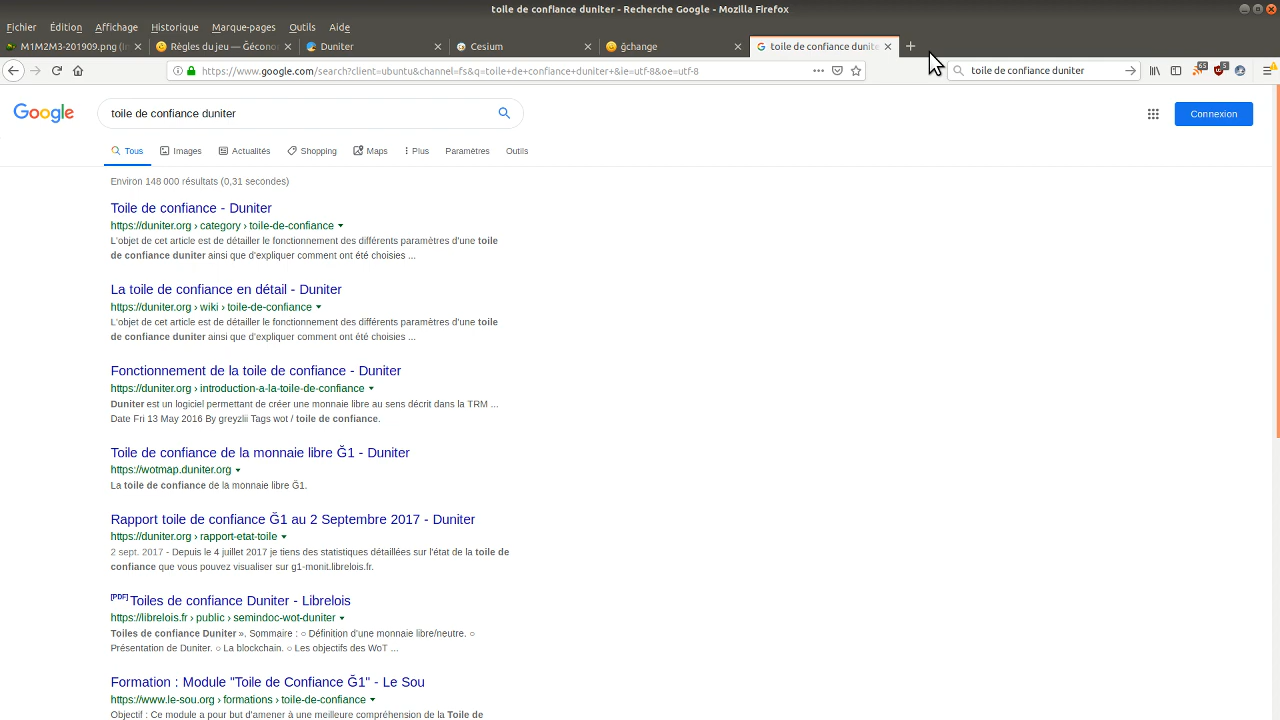 toile de confiance duniter - Recherche Google - Mozilla Firefox
Fichier Édition Affichage Historique Marque-pages Outils Aide
M1M2M3-201909.png (im Règles du jeu — Ğécono Duniter Cesium ğchange toile de confiance dunite
https://www.google.com/search?client=ubuntu&channel=fs&q=toile+de+confiance+duniter+&ie=utf-8&oe=utf-8 toile de confiance duniter 65 5
Google toile de confiance duniter Connexion
Tous Images Actualités Shopping Maps Plus Paramètres Outils
Environ 148 000 résultats (0,31 secondes)
Toile de confiance - Duniter
https://duniter.org › category › toile-de-confiance
L'objet de cet article est de détailler le fonctionnement des différents paramètres d'une toile
de confiance duniter ainsi que d'expliquer comment ont été choisies ...
La toile de confiance en détail - Duniter
https://duniter.org › wiki › toile-de-confiance
L'objet de cet article est de détailler le fonctionnement des différents paramètres d'une toile
de confiance duniter ainsi que d'expliquer comment ont été choisies ...
Fonctionnement de la toile de confiance - Duniter
https://duniter.org › introduction-a-la-toile-de-confiance
Duniter est un logiciel permettant de créer une monnaie libre au sens décrit dans la TRM ...
Date Fri 13 May 2016 By greyzlii Tags wot / toile de confiance.
Toile de confiance de la monnaie libre Ğ1 - Duniter
https://wotmap.duniter.org
La toile de confiance de la monnaie libre Ğ1.
Rapport toile de confiance Ğ1 au 2 Septembre 2017 - Duniter
https://duniter.org › rapport-etat-toile
2 sept. 2017 - Depuis le 4 juillet 2017 je tiens des statistiques détaillées sur l'état de la toile de
confiance que vous pouvez visualiser sur g1-monit.librelois.fr.
[PDF] Toiles de confiance Duniter - Librelois
https://librelois.fr › public › semindoc-wot-duniter
Toiles de confiance Duniter ». Sommaire : ○ Définition d'une monnaie libre/neutre. ○
Présentation de Duniter. ○ La blockchain. ○ Les objectifs des WoT ...
Formation : Module "Toile de Confiance Ğ1" - Le Sou
https://www.le-sou.org › formations › toile-de-confiance
Objectif : Ce module a pour but d'amener à une meilleure compréhension de la Toile de